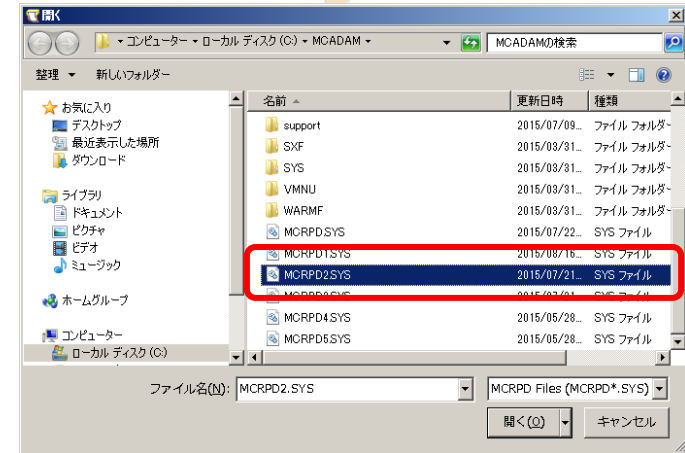 開く
コンピューター ローカル ディスク (C:) MCADAM
MCADAMの検索
整理 新しいフォルダー
名前 更新日時 種類
お気に入り
デスクトップ
最近表示した場所
ダウンロード
ライブラリ
ドキュメント
ピクチャ
ビデオ
ミュージック
ホームグループ
コンピューター
ローカル ディスク (C:)
support 2015/07/09... ファイル フォルダー
SXF 2015/03/31... ファイル フォルダー
SYS 2015/03/31... ファイル フォルダー
VMNU 2015/03/31... ファイル フォルダー
WARMF 2015/03/31... ファイル フォルダー
MCRPD.SYS 2015/07/22... SYS ファイル
MCRPD1.SYS 2015/08/16... SYS ファイル
MCRPD2.SYS 2015/07/21... SYS ファイル
MCRPD4.SYS 2015/05/28... SYS ファイル
MCRPD5.SYS 2015/05/28... SYS ファイル
ファイル名(N): MCRPD2.SYS
MCRPD Files (MCRPD*.SYS)
開く(O) キャンセル